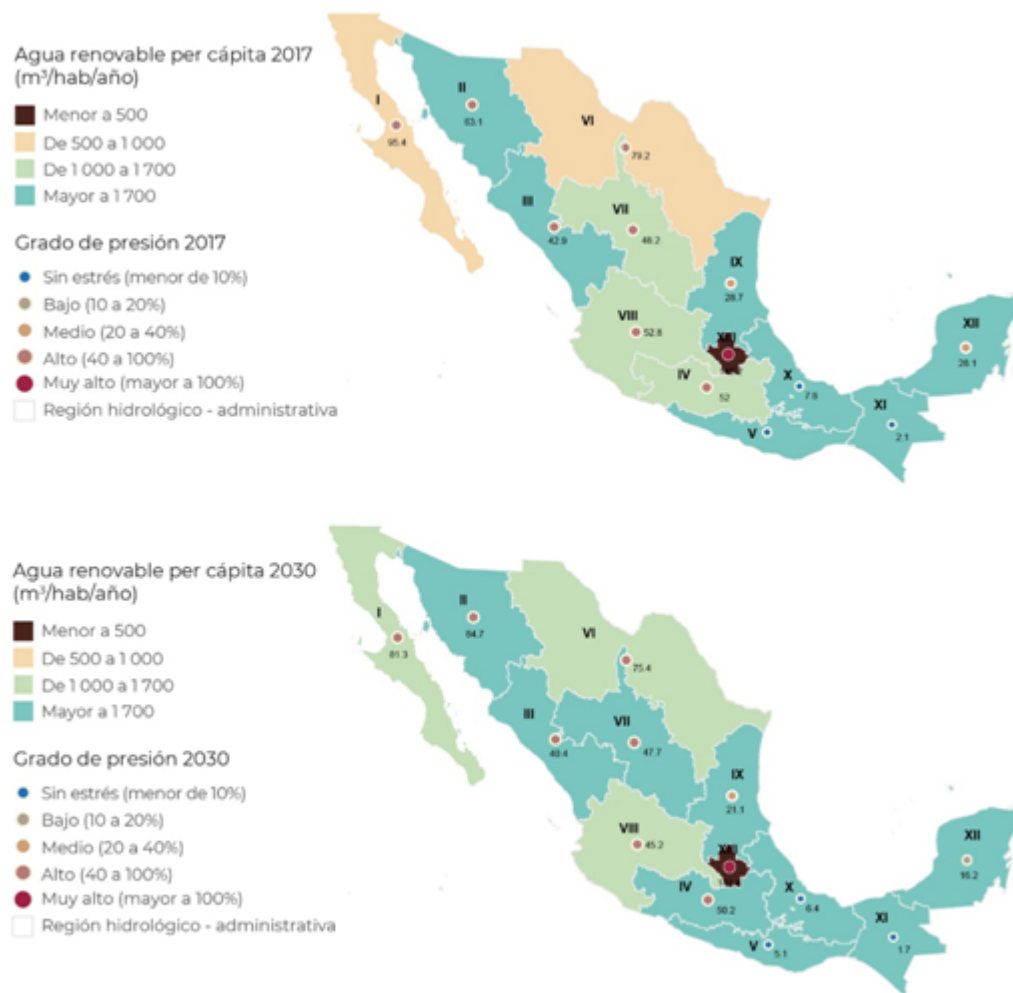 Agua renovable per cápita 2017
(m³/hab/año)
Menor a 500
De 500 a 1 000
De 1 000 a 1 700
Mayor a 1 700
Grado de presión 2017
Sin estrés (menor de 10%)
Bajo (10 a 20%)
Medio (20 a 40%)
Alto (40 a 100%)
Muy alto (mayor a 100%)
Región hidrológico - administrativa
I
95.4
II
63.1
VI
79.2
III
42.9
VII
48.2
IX
28.7
VIII
52.8
XII
28.1
IV
52
X
7.8
XI
2.1
V
Agua renovable per cápita 2030
(m³/hab/año)
Menor a 500
De 500 a 1 000
De 1 000 a 1 700
Mayor a 1 700
Grado de presión 2030
Sin estrés (menor de 10%)
Bajo (10 a 20%)
Medio (20 a 40%)
Alto (40 a 100%)
Muy alto (mayor a 100%)
Región hidrológico - administrativa
I
81.3
II
84.7
VI
75.4
III
40.4
VII
47.7
IX
21.1
VIII
45.2
XII
16.2
IV
50.2
X
6.4
XI
1.7
V
5.1